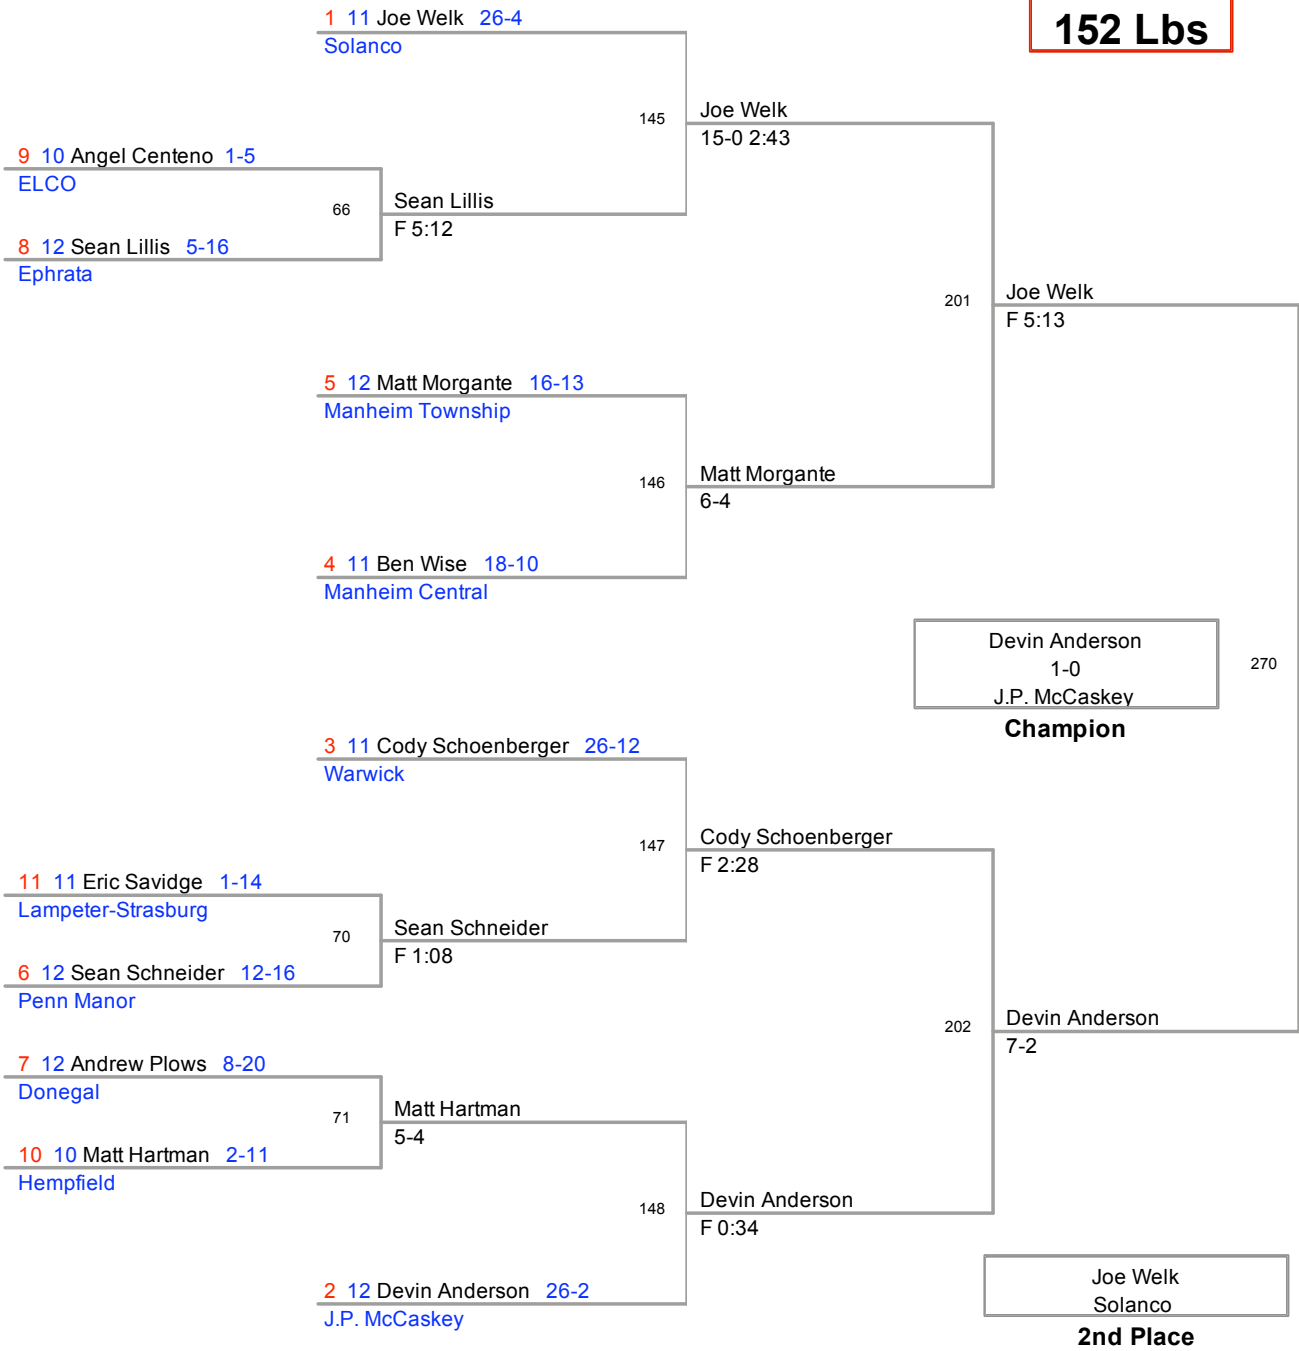 152 Lbs
1 11 Joe Welk 26-4
Solanco
145
Joe Welk
15-0 2:43
9 10 Angel Centeno 1-5
ELCO
66
Sean Lillis
F 5:12
8 12 Sean Lillis 5-16
Ephrata
201
Joe Welk
F 5:13
5 12 Matt Morgante 16-13
Manheim Township
146
Matt Morgante
6-4
4 11 Ben Wise 18-10
Manheim Central
Devin Anderson
1-0
J.P. McCaskey
Champion
270
3 11 Cody Schoenberger 26-12
Warwick
147
Cody Schoenberger
F 2:28
11 11 Eric Savidge 1-14
Lampeter-Strasburg
70
Sean Schneider
F 1:08
6 12 Sean Schneider 12-16
Penn Manor
202
Devin Anderson
7-2
7 12 Andrew Plows 8-20
Donegal
71
Matt Hartman
5-4
10 10 Matt Hartman 2-11
Hempfield
148
Devin Anderson
F 0:34
2 12 Devin Anderson 26-2
J.P. McCaskey
Joe Welk
Solanco
2nd Place